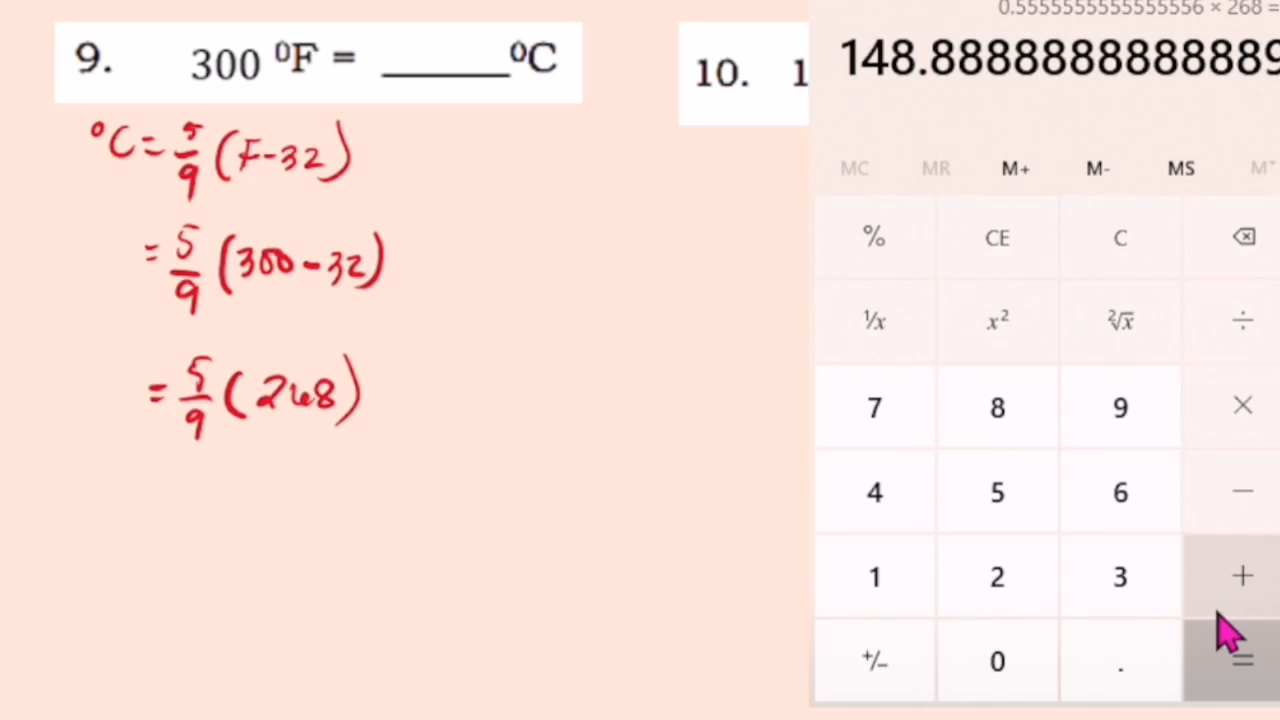 9. 300 ⁰F = ______⁰C
°C = 5/9 (F-32)
= 5/9 (300-32)
= 5/9 (268)
10. 1
0.5555555555555556 × 268 =
148.8888888888889
MC MR M+ M- MS M˅
% CE C ⌫
¹/x x² ²√x ÷
7 8 9 ×
4 5 6 −
1 2 3 +
+/− 0 . =